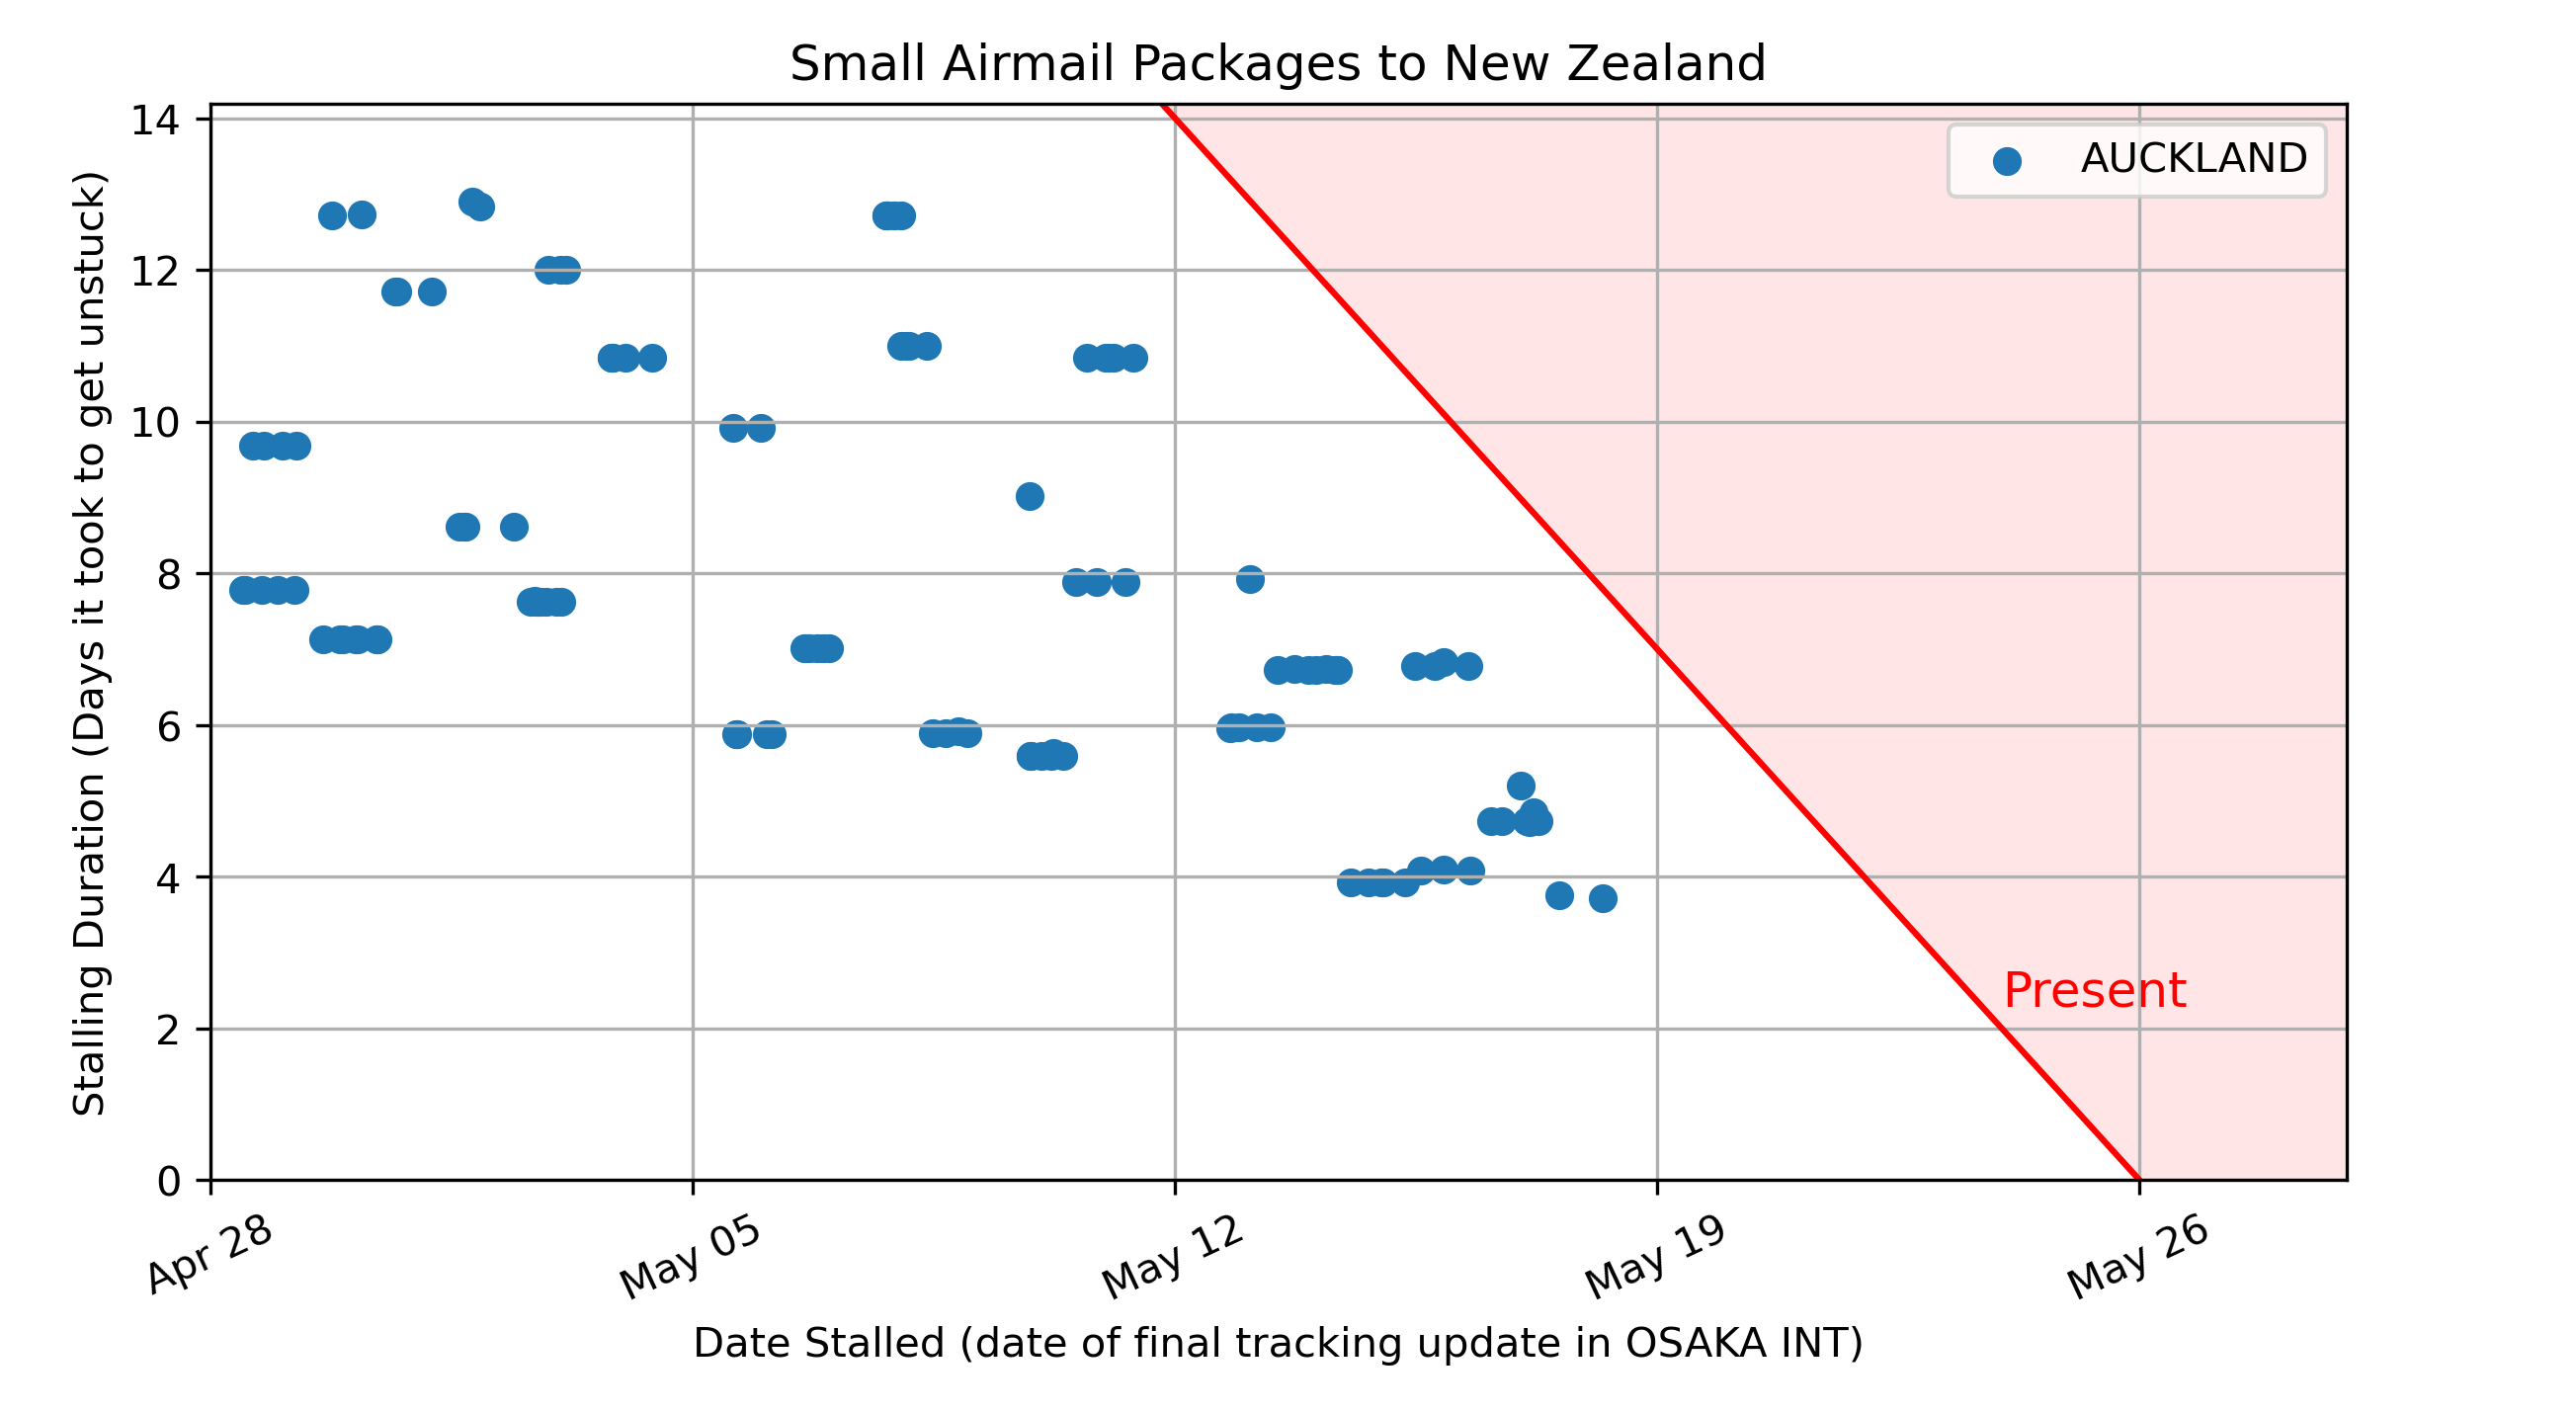 Small Airmail Packages to New Zealand
Stalling Duration (Days it took to get unstuck)
14
12
10
8
6
4
2
0
AUCKLAND
Present
Apr 28
May 05
May 12
May 19
May 26
Date Stalled (date of final tracking update in OSAKA INT)